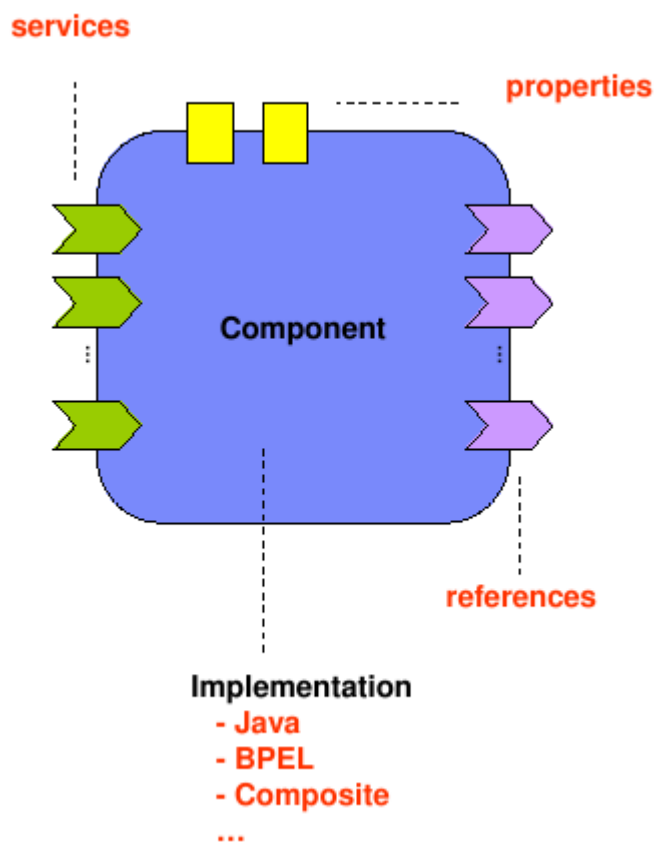 services
properties
Component
...
...
references
Implementation
- Java
- BPEL
- Composite
...